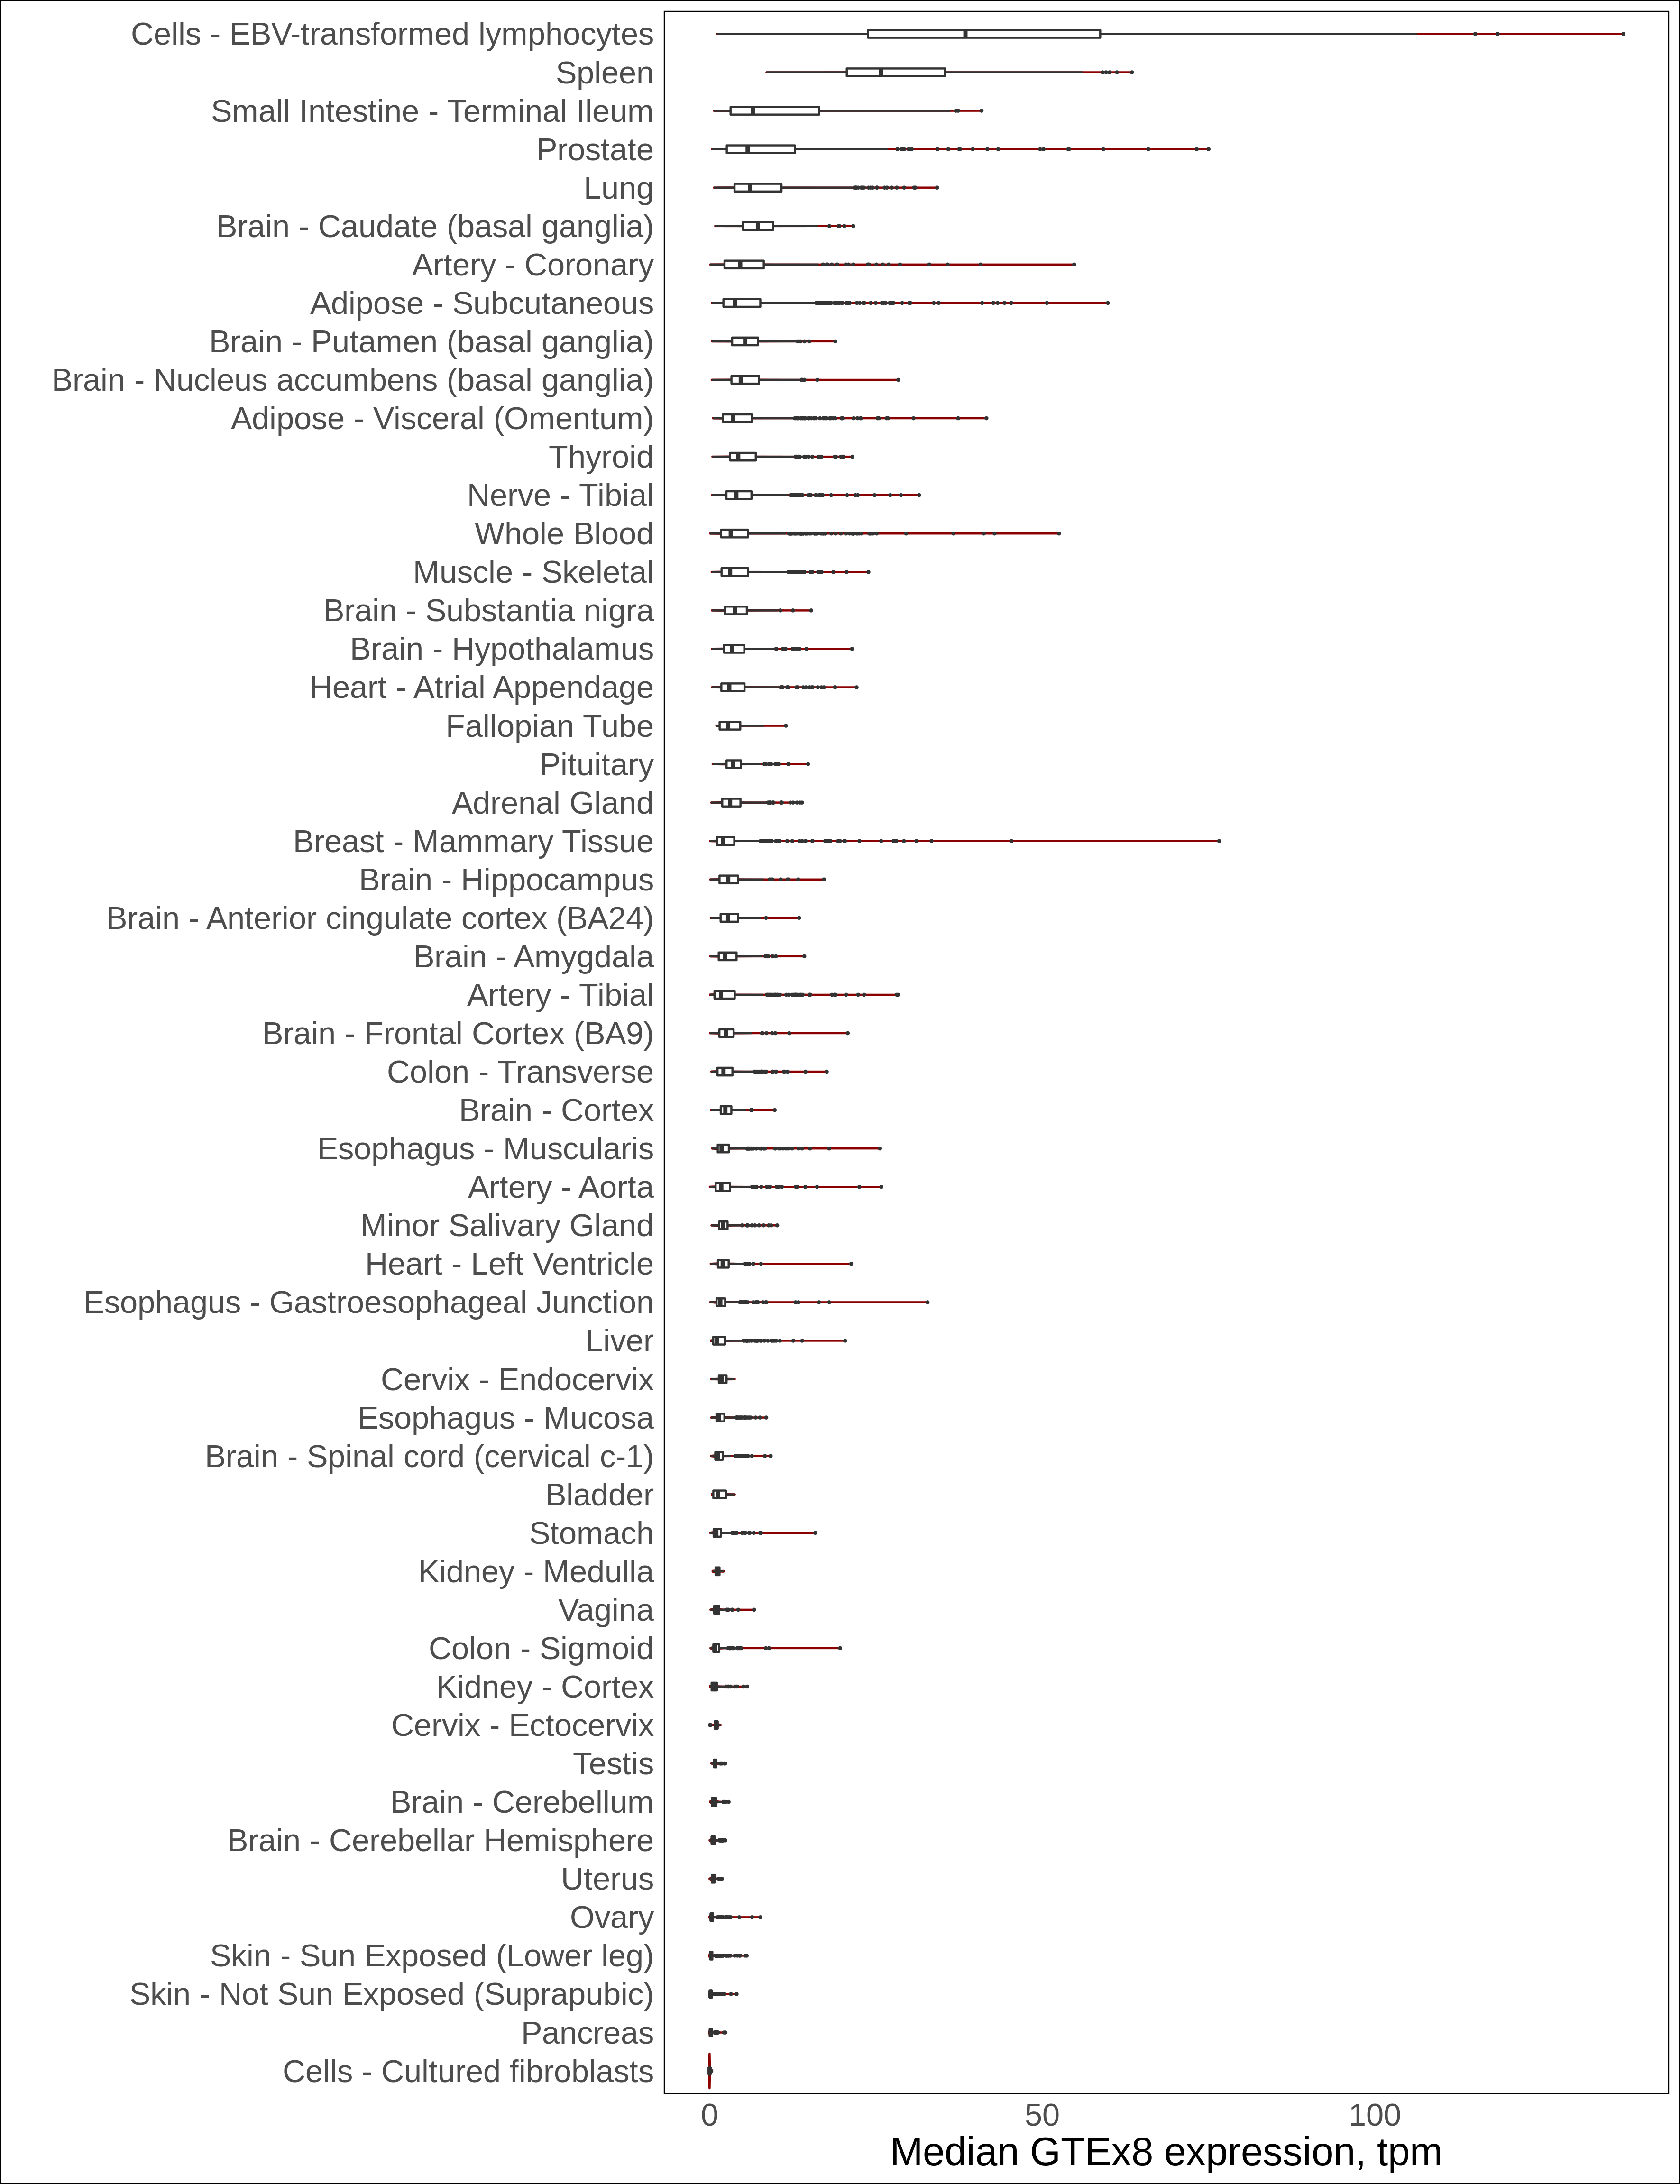 Cells - EBV-transformed lymphocytes
Spleen
Small Intestine - Terminal Ileum
Prostate
Lung
Brain - Caudate (basal ganglia)
Artery - Coronary
Adipose - Subcutaneous
Brain - Putamen (basal ganglia)
Brain - Nucleus accumbens (basal ganglia)
Adipose - Visceral (Omentum)
Thyroid
Nerve - Tibial
Whole Blood
Muscle - Skeletal
Brain - Substantia nigra
Brain - Hypothalamus
Heart - Atrial Appendage
Fallopian Tube
Pituitary
Adrenal Gland
Breast - Mammary Tissue
Brain - Hippocampus
Brain - Anterior cingulate cortex (BA24)
Brain - Amygdala
Artery - Tibial
Brain - Frontal Cortex (BA9)
Colon - Transverse
Brain - Cortex
Esophagus - Muscularis
Artery - Aorta
Minor Salivary Gland
Heart - Left Ventricle
Esophagus - Gastroesophageal Junction
Liver
Cervix - Endocervix
Esophagus - Mucosa
Brain - Spinal cord (cervical c-1)
Bladder
Stomach
Kidney - Medulla
Vagina
Colon - Sigmoid
Kidney - Cortex
Cervix - Ectocervix
Testis
Brain - Cerebellum
Brain - Cerebellar Hemisphere
Uterus
Ovary
Skin - Sun Exposed (Lower leg)
Skin - Not Sun Exposed (Suprapubic)
Pancreas
Cells - Cultured fibroblasts
0 50 100
Median GTEx8 expression, tpm